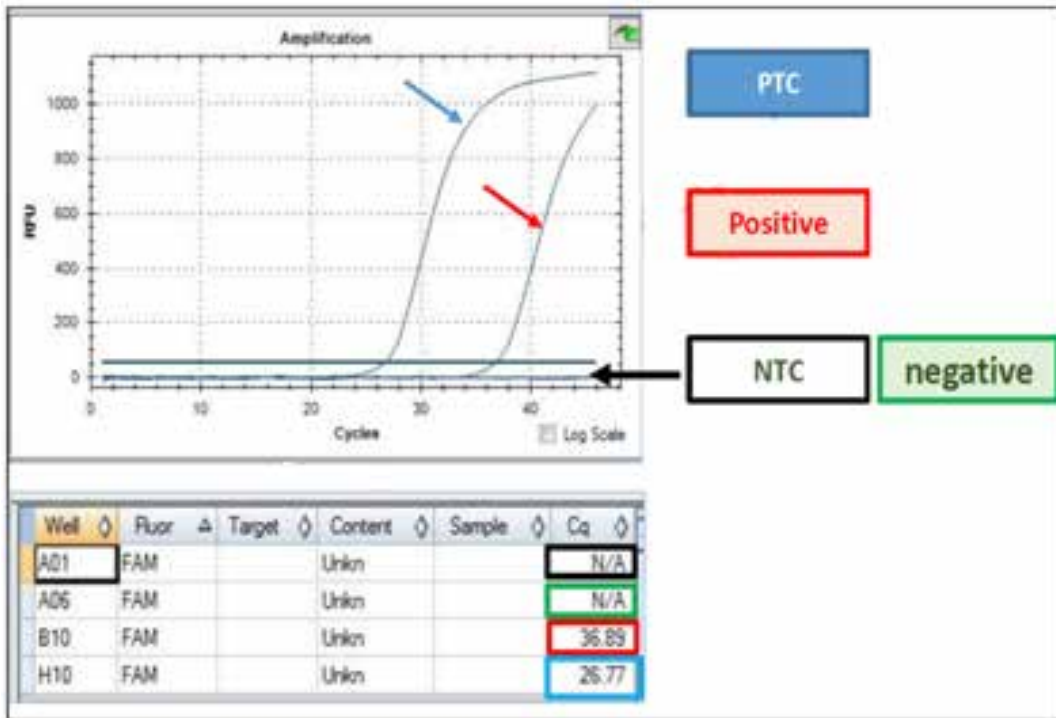 Amplification
PTC
Positive
NTC
negative
RFU
1000
800
600
400
200
0
0 10 20 30 40
Cycles
Log Scale
Well Fluor Target Content Sample Cq
A01 FAM Unkn N/A
A06 FAM Unkn N/A
B10 FAM Unkn 36.89
H10 FAM Unkn 26.77